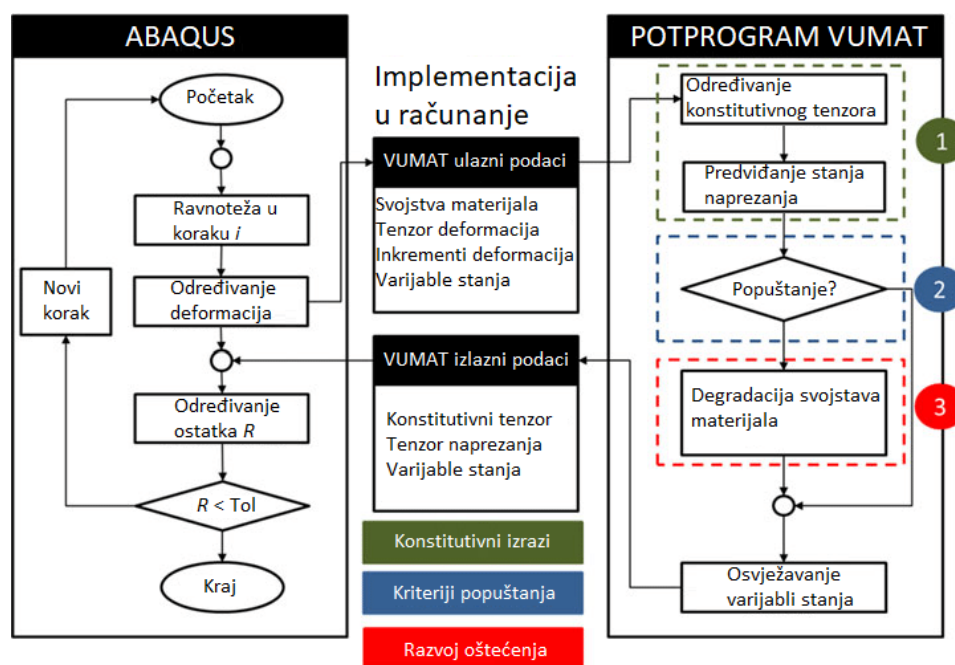 ABAQUS
Početak
Ravnoteža u
koraku i
Određivanje
deformacija
Novi
korak
Određivanje
ostatka R
R < Tol
Kraj
Implementacija
u računanje
VUMAT ulazni podaci
Svojstva materijala
Tenzor deformacija
Inkrementi deformacija
Varijable stanja
VUMAT izlazni podaci
Konstitutivni tenzor
Tenzor naprezanja
Varijable stanja
Konstitutivni izrazi
Kriteriji popuštanja
Razvoj oštećenja
POTPROGRAM VUMAT
Određivanje
konstitutivnog tenzora
1
Predviđanje stanja
naprezanja
Popuštanje?
2
Degradacija svojstava
materijala
3
Osvježavanje
varijabli stanja